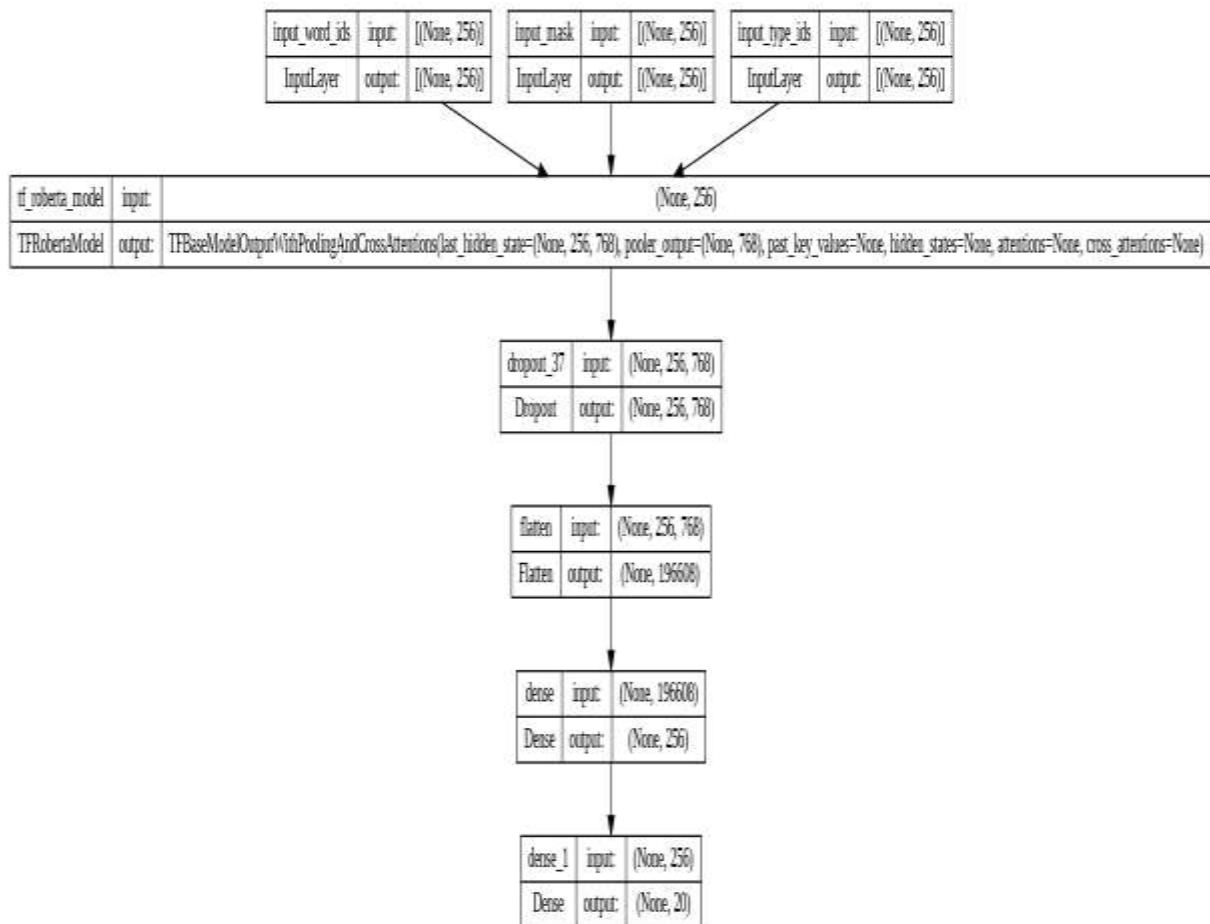 input_word_ids input: [(None, 256)]
InputLayer output: [(None, 256)]
input_mask input: [(None, 256)]
InputLayer output: [(None, 256)]
input_type_ids input: [(None, 256)]
InputLayer output: [(None, 256)]
tf_roberta_model input: (None, 256)
TFRobertaModel output: TFBaseModelOutputWithPoolingAndCrossAttentions(last_hidden_state=(None, 256, 768), pooler_output=(None, 768), past_key_values=None, hidden_states=None, attentions=None, cross_attentions=None)
dropout_37 input: (None, 256, 768)
Dropout output: (None, 256, 768)
flatten input: (None, 256, 768)
Flatten output: (None, 196608)
dense input: (None, 196608)
Dense output: (None, 256)
dense_1 input: (None, 256)
Dense output: (None, 20)